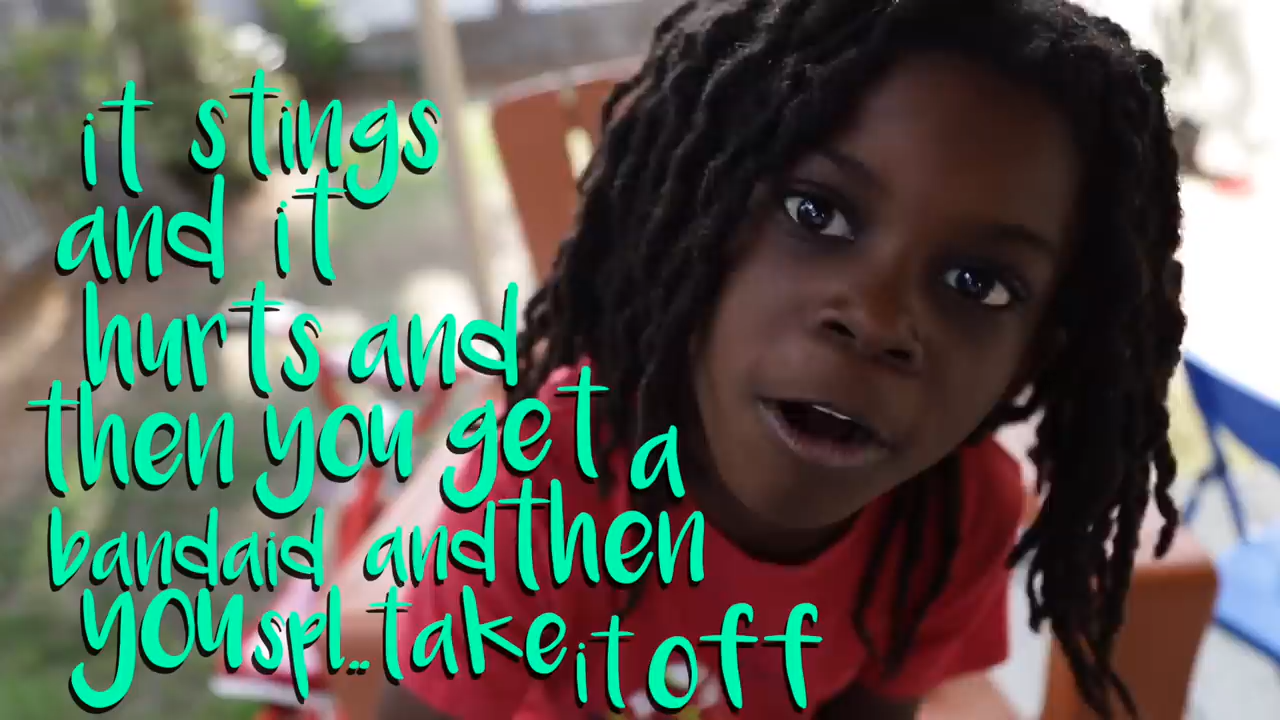 it stings
and it
hurts and
then you get a
bandaid and then
you spl.. take it off